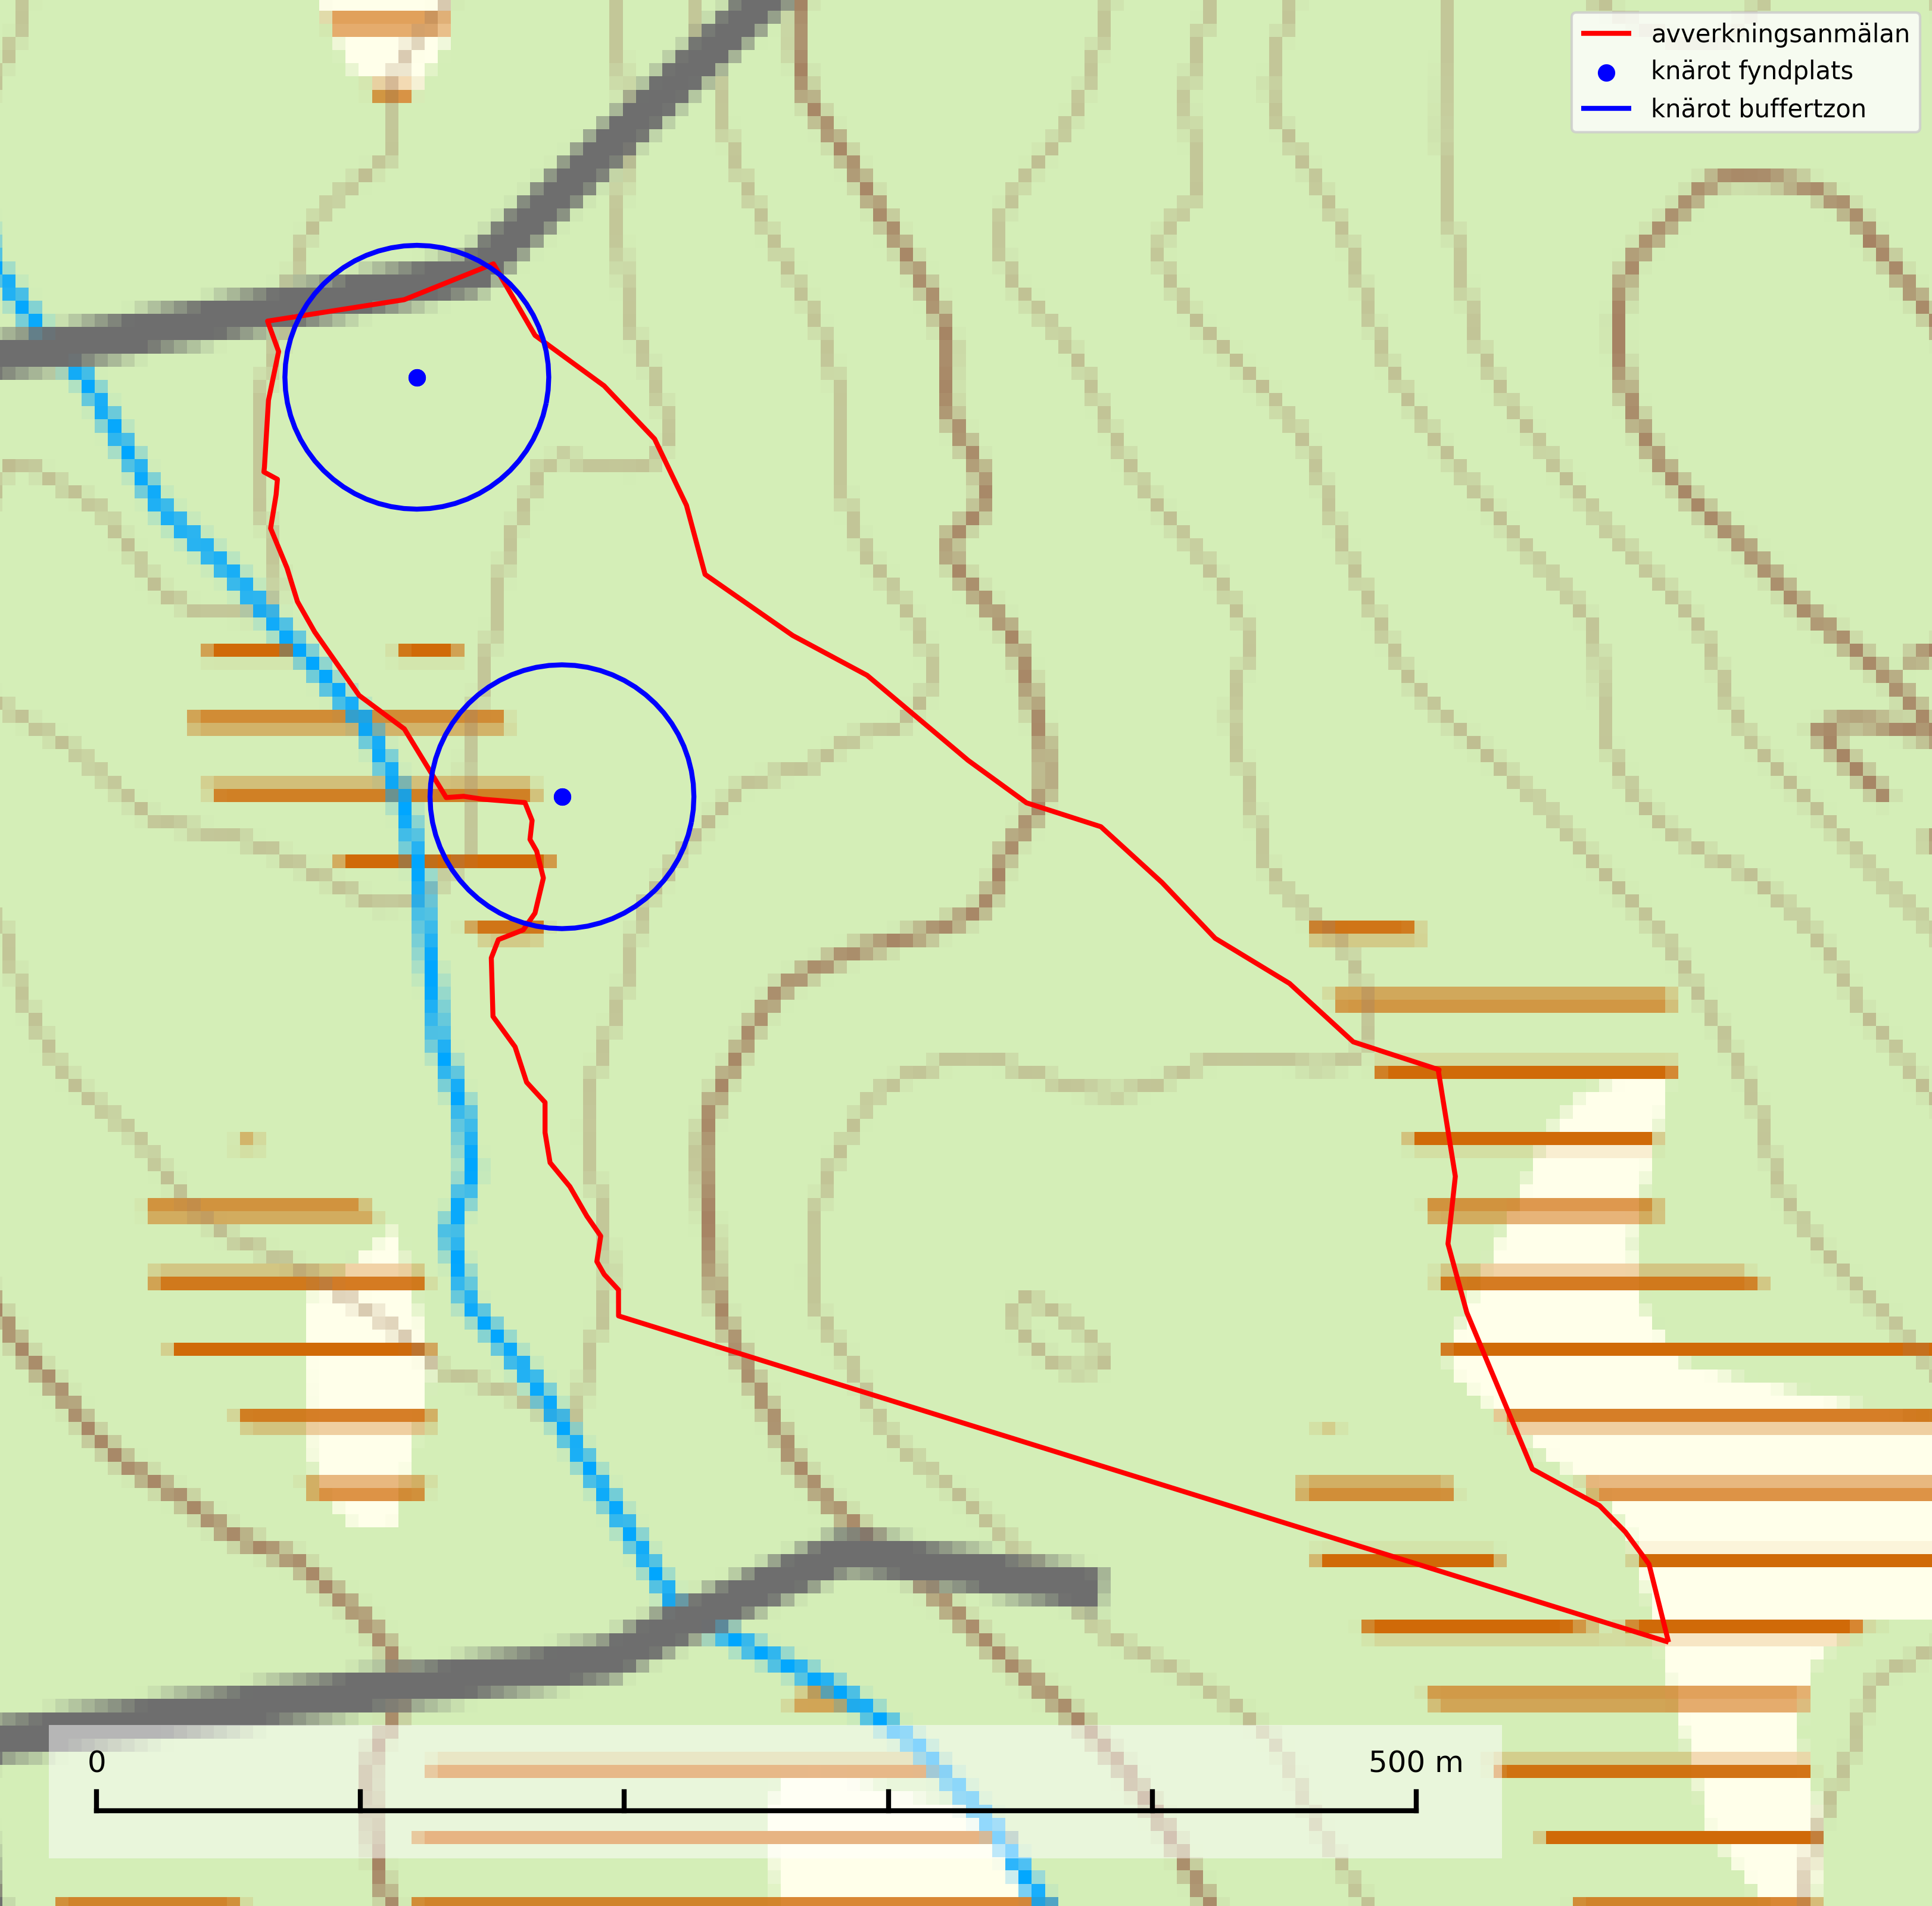 avverkningsanmälan
knärot fyndplats
knärot buffertzon
0
500 m